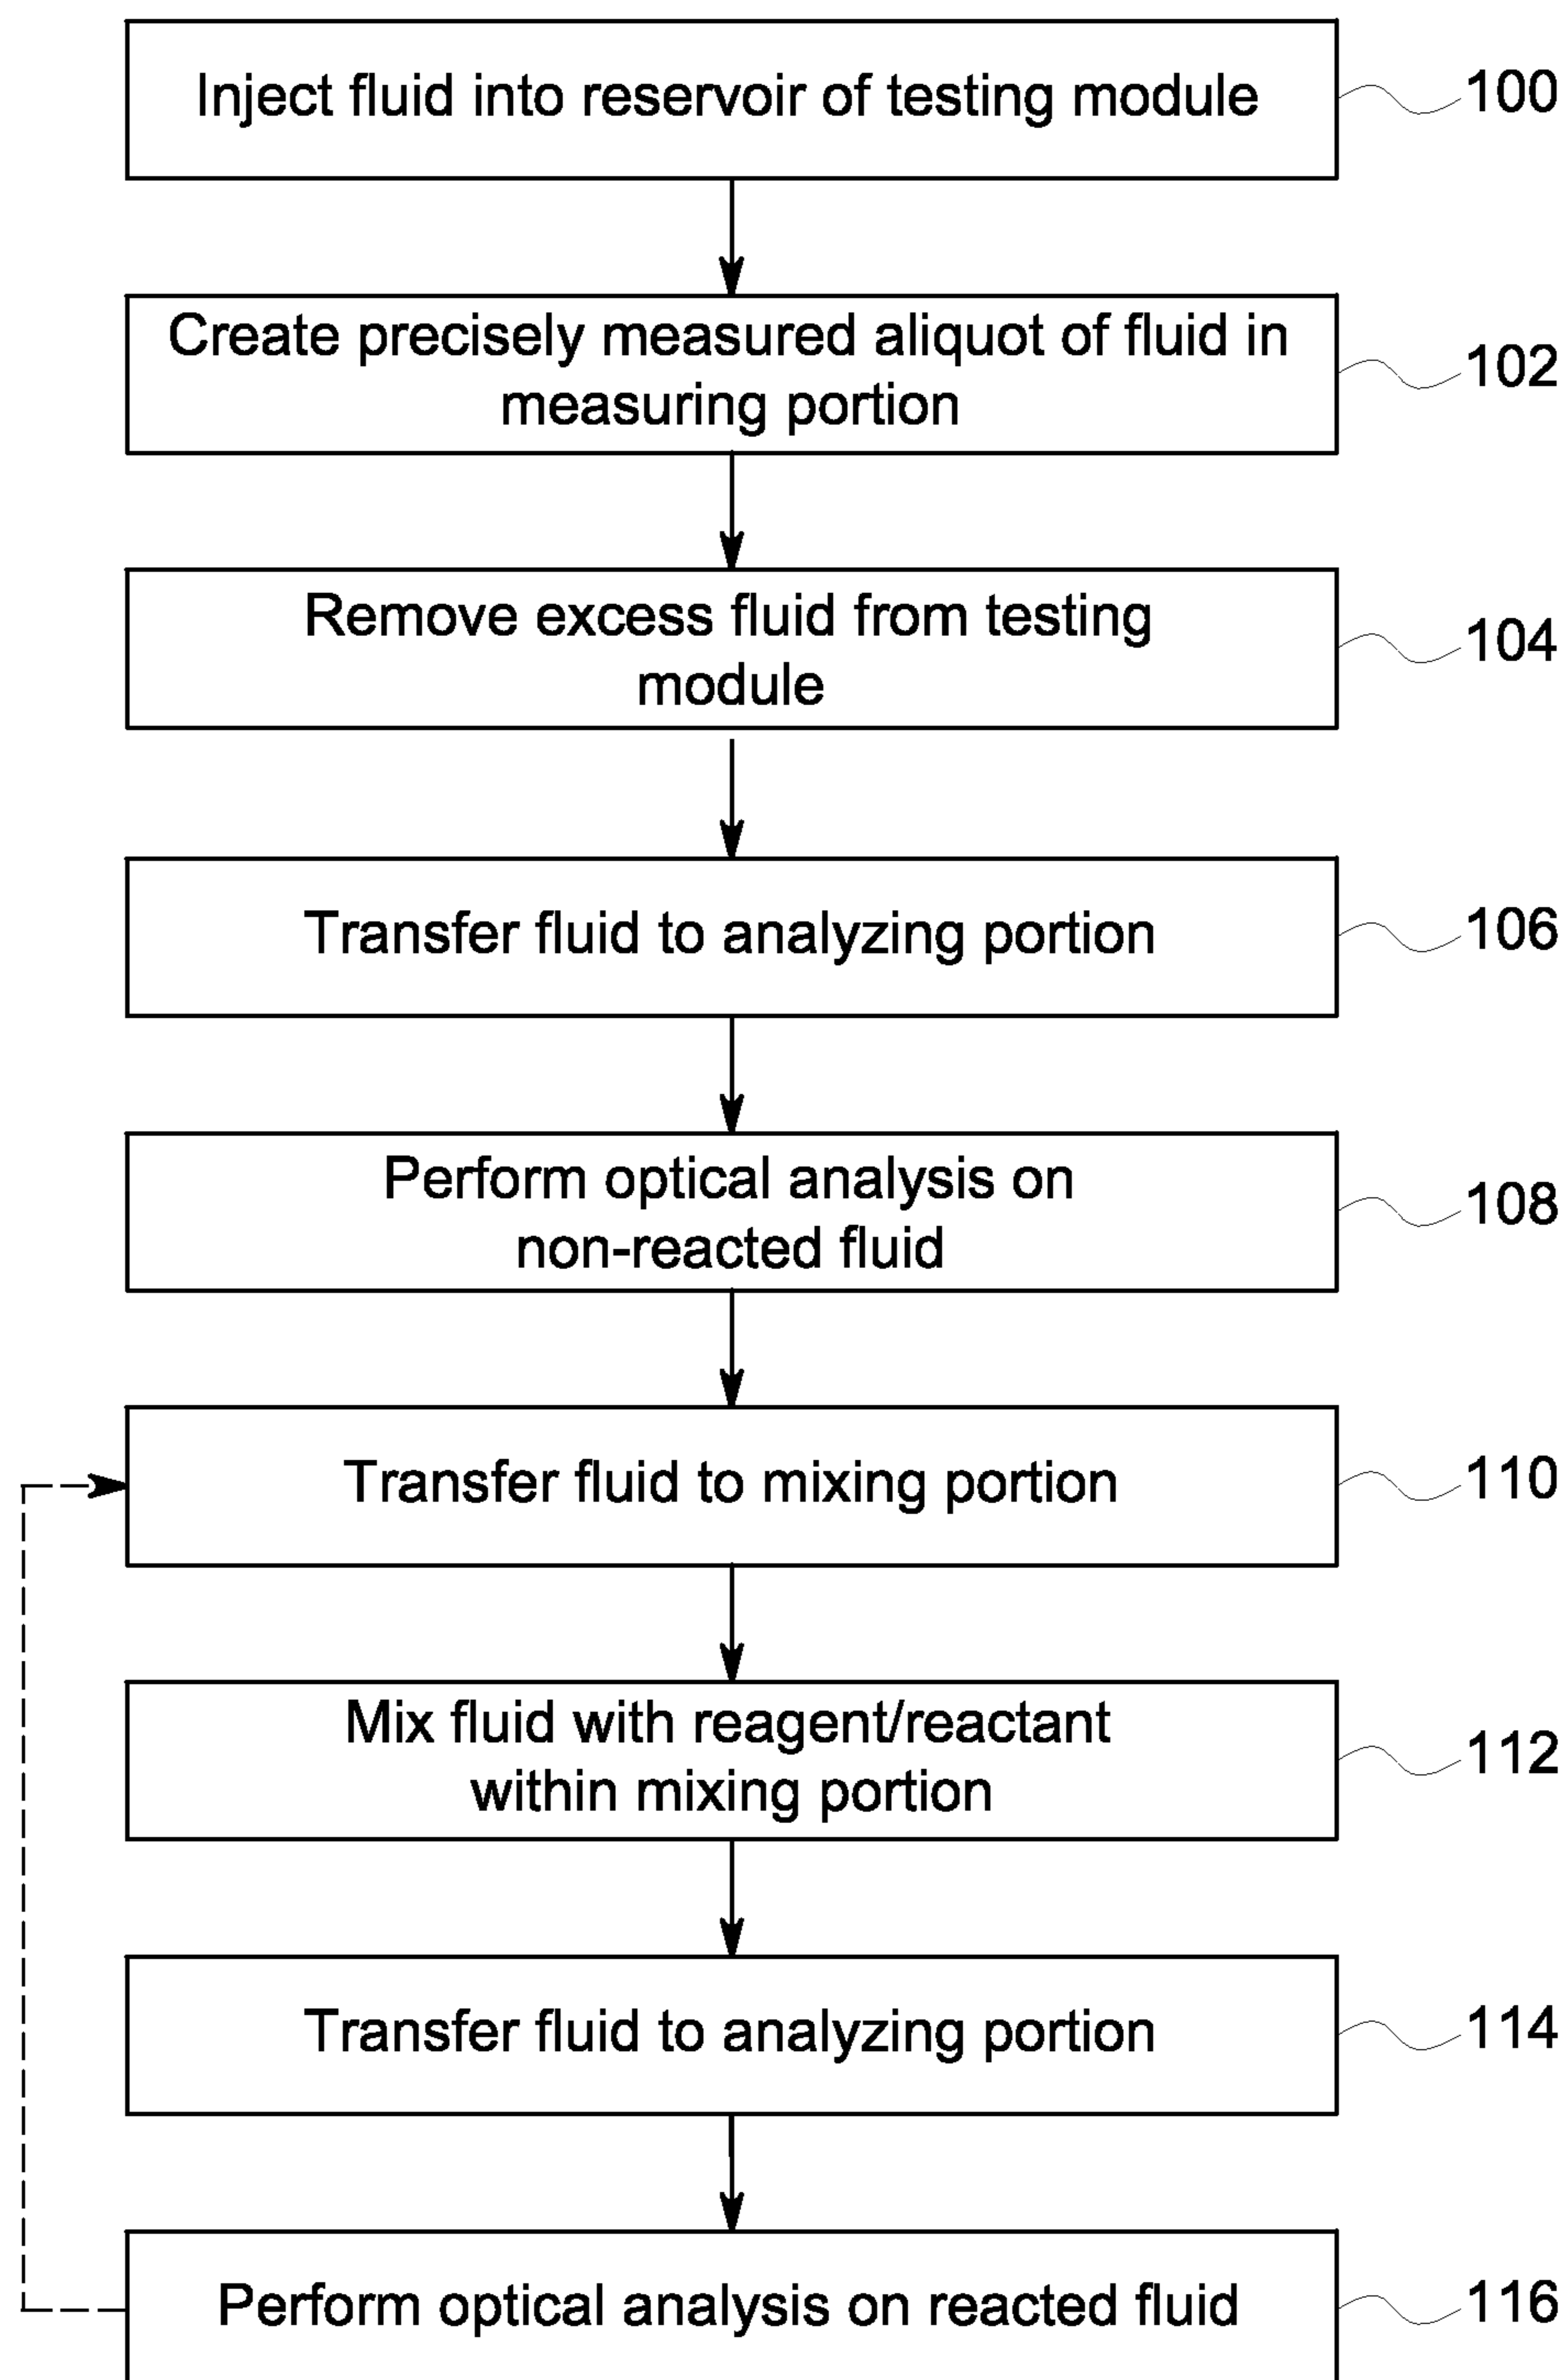 Inject fluid into reservoir of testing module
100
Create precisely measured aliquot of fluid in
measuring portion
102
Remove excess fluid from testing
module
104
Transfer fluid to analyzing portion
106
Perform optical analysis on
non-reacted fluid
108
Transfer fluid to mixing portion
110
Mix fluid with reagent/reactant
within mixing portion
112
Transfer fluid to analyzing portion
114
Perform optical analysis on reacted fluid
116